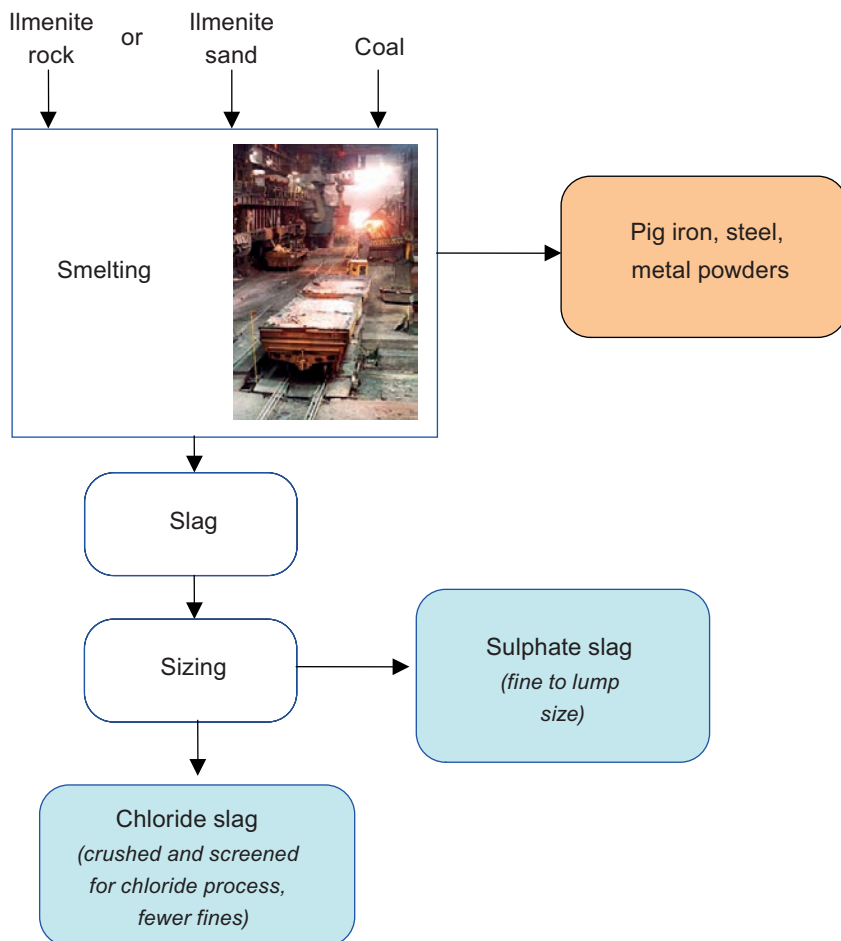 Ilmenite
rock
or
Ilmenite
sand
Coal
Smelting
Pig iron, steel,
metal powders
Slag
Sizing
Sulphate slag
(fine to lump
size)
Chloride slag
(crushed and screened
for chloride process,
fewer fines)